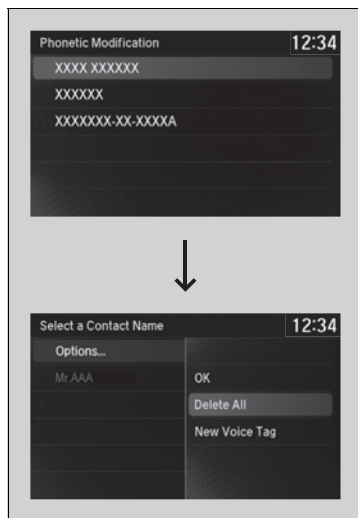 Phonetic Modification 12:34
XXXX XXXXXX
XXXXXX
XXXXXXX-XX-XXXXA
Select a Contact Name 12:34
Options...
Mr.AAA OK
Delete All
New Voice Tag